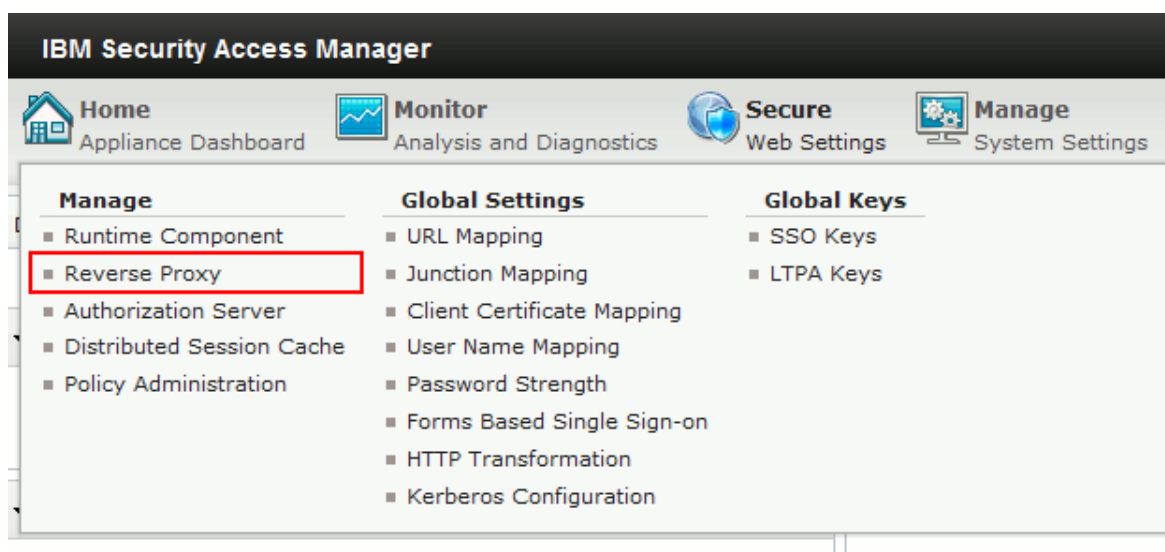 IBM Security Access Manager
Home
Appliance Dashboard
Monitor
Analysis and Diagnostics
Secure
Web Settings
Manage
System Settings
Manage
Runtime Component
Reverse Proxy
Authorization Server
Distributed Session Cache
Policy Administration
Global Settings
URL Mapping
Junction Mapping
Client Certificate Mapping
User Name Mapping
Password Strength
Forms Based Single Sign-on
HTTP Transformation
Kerberos Configuration
Global Keys
SSO Keys
LTPA Keys